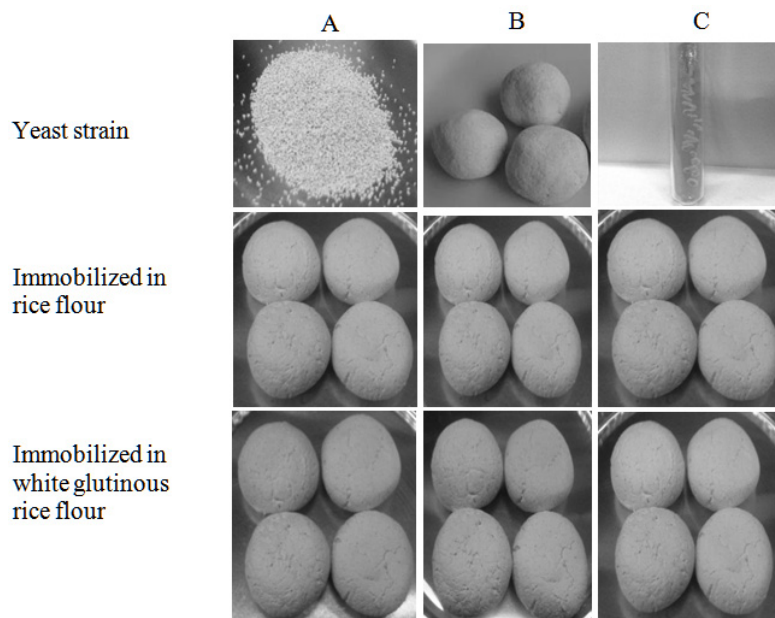 A B C
Yeast strain
Immobilized in
rice flour
Immobilized in
white glutinous
rice flour